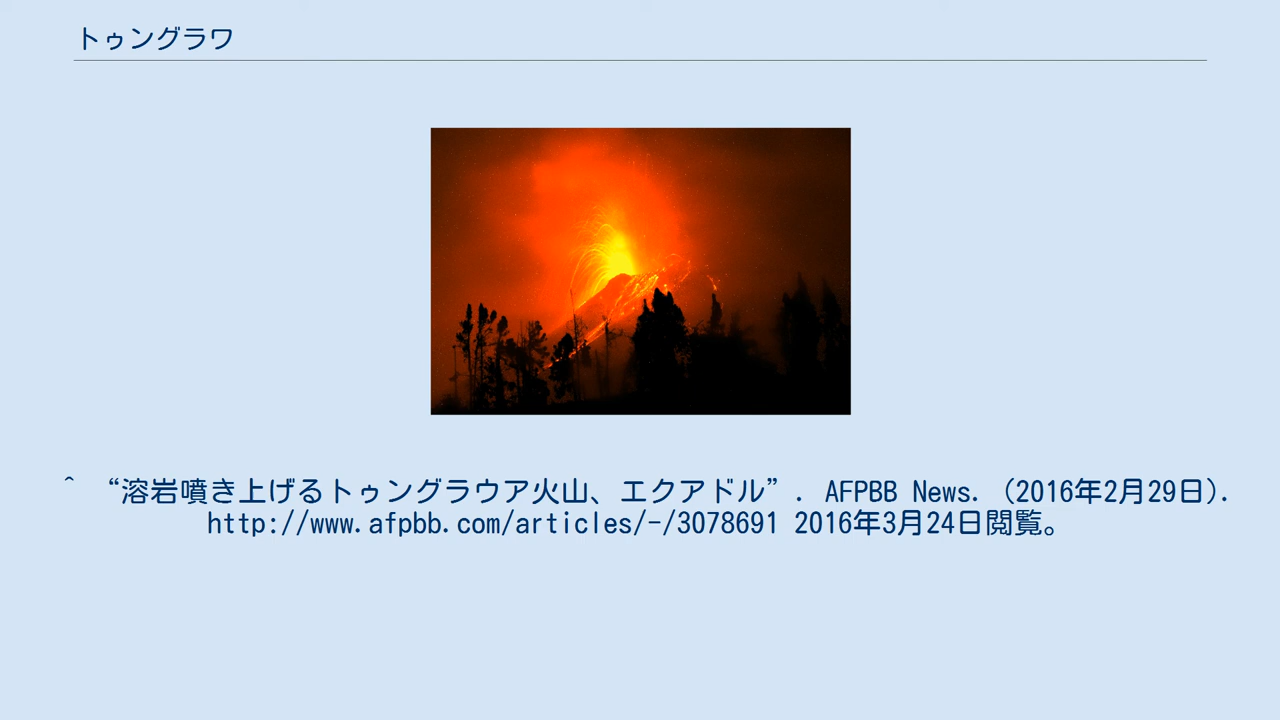 トゥングラワ
^ “溶岩噴き上げるトゥングラウア火山、エクアドル”. AFPBB News. (2016年2月29日).
http://www.afpbb.com/articles/-/3078691 2016年3月24日閲覧。